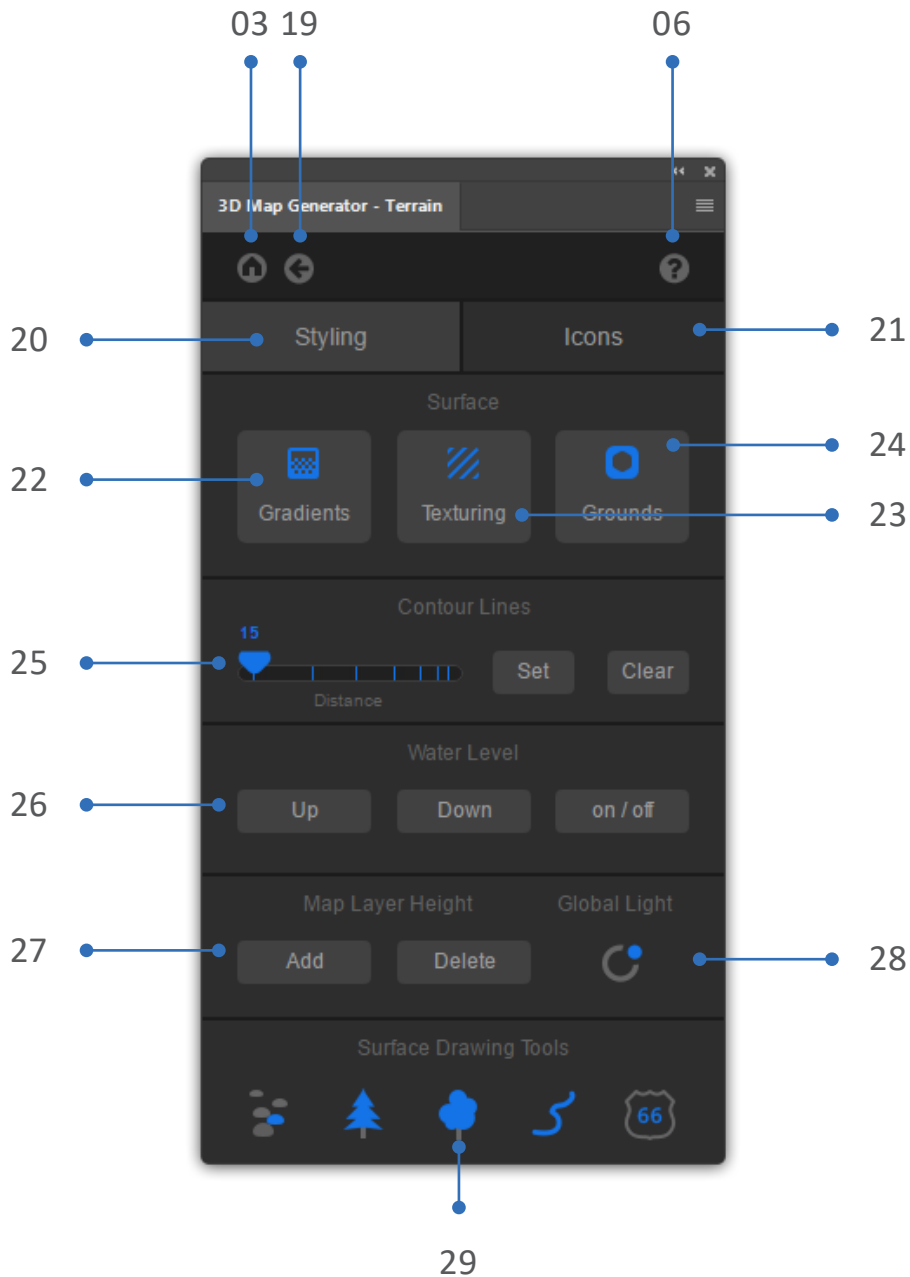 03 19 06
3D Map Generator - Terrain
?
20 Styling Icons 21
Surface
24
22
Gradients Texturing Grounds 23
Contour Lines
15
25 Set Clear
Distance
Water Level
26 Up Down on / off
Map Layer Height Global Light
27 Add Delete 28
Surface Drawing Tools
66
29